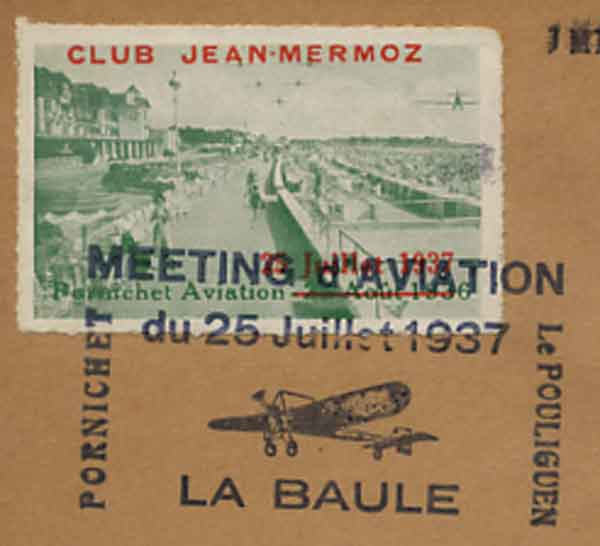 CLUB JEAN-MERMOZ
25 Juillet 1937
Pornichet Aviation - 2 Août 1936
MEETING d'AVIATION
du 25 Juillet 1937
PORNICHET
Le POULIGUEN
LA BAULE